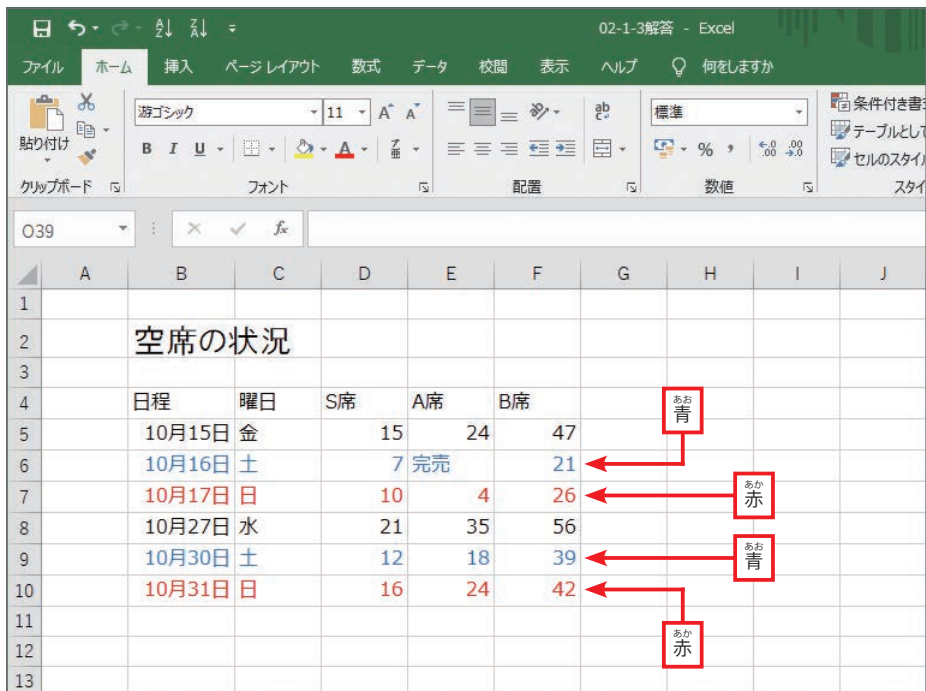 02-1-3解答 - Excel
ファイル ホーム 挿入 ページ レイアウト 数式 データ 校閲 表示 ヘルプ 何をしますか
貼り付け
游ゴシック 11 A A ab 標準 条件付き書式
B I U A 亜 % , テーブルとして
セルのスタイル
クリップボード フォント 配置 数値 スタイ
O39 fx
A B C D E F G H I J
1
2 空席の状況
3
4 日程 曜日 S席 A席 B席
あお
青
5 10月15日 金 15 24 47
6 10月16日 土 7 完売 21
7 10月17日 日 10 4 26
あか
赤
8 10月27日 水 21 35 56
9 10月30日 土 12 18 39
あお
青
10 10月31日 日 16 24 42
11
12
あか
赤
13